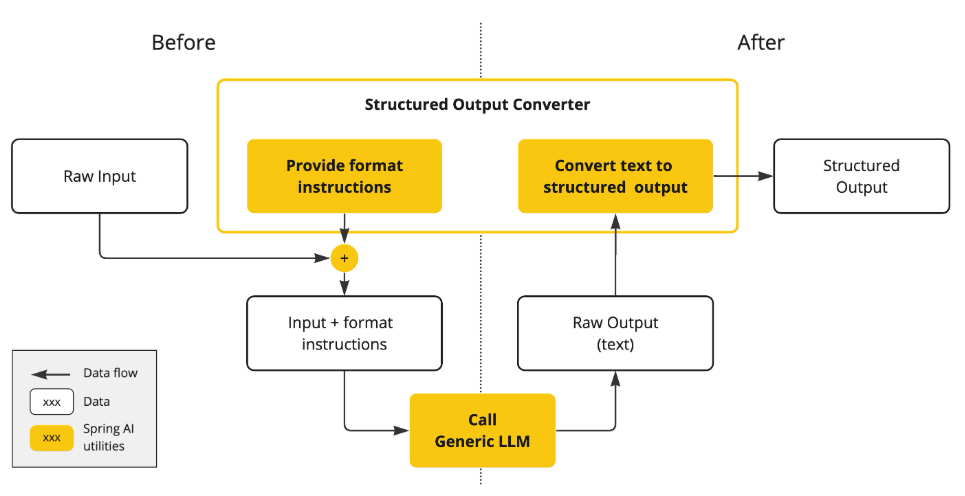 Before
After
Structured Output Converter
Raw Input
Provide format
instructions
Convert text to
structured output
Structured
Output
+
Input + format
instructions
Raw Output
(text)
Call
Generic LLM
Data flow
xxx
Data
xxx
Spring AI
utilities